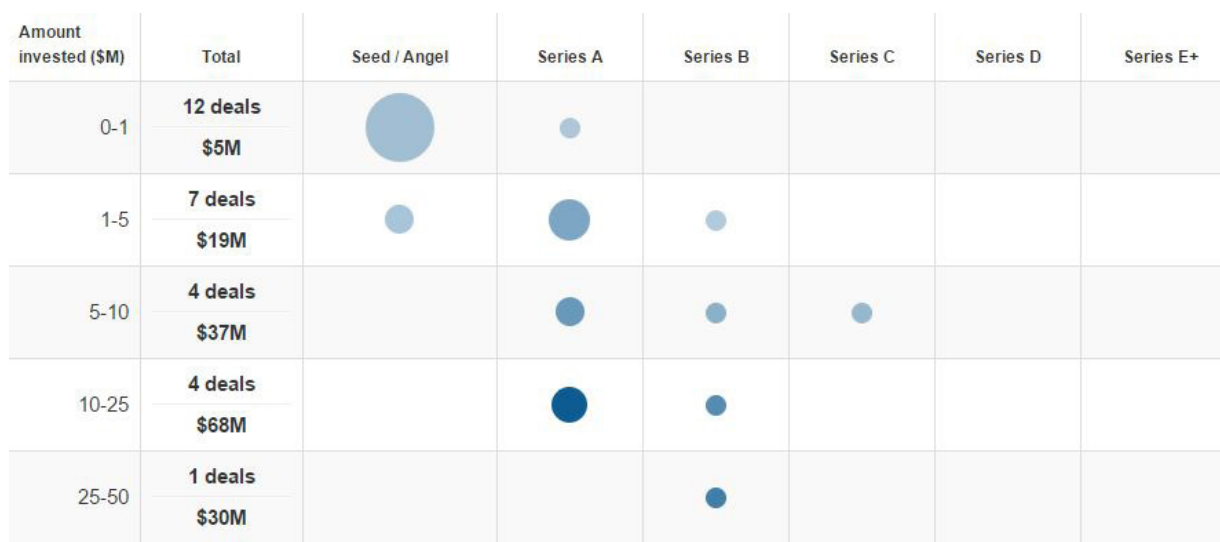 Amount
invested ($M) Total Seed / Angel Series A Series B Series C Series D Series E+
12 deals
0-1
$5M
7 deals
1-5
$19M
4 deals
5-10
$37M
4 deals
10-25
$68M
1 deals
25-50
$30M